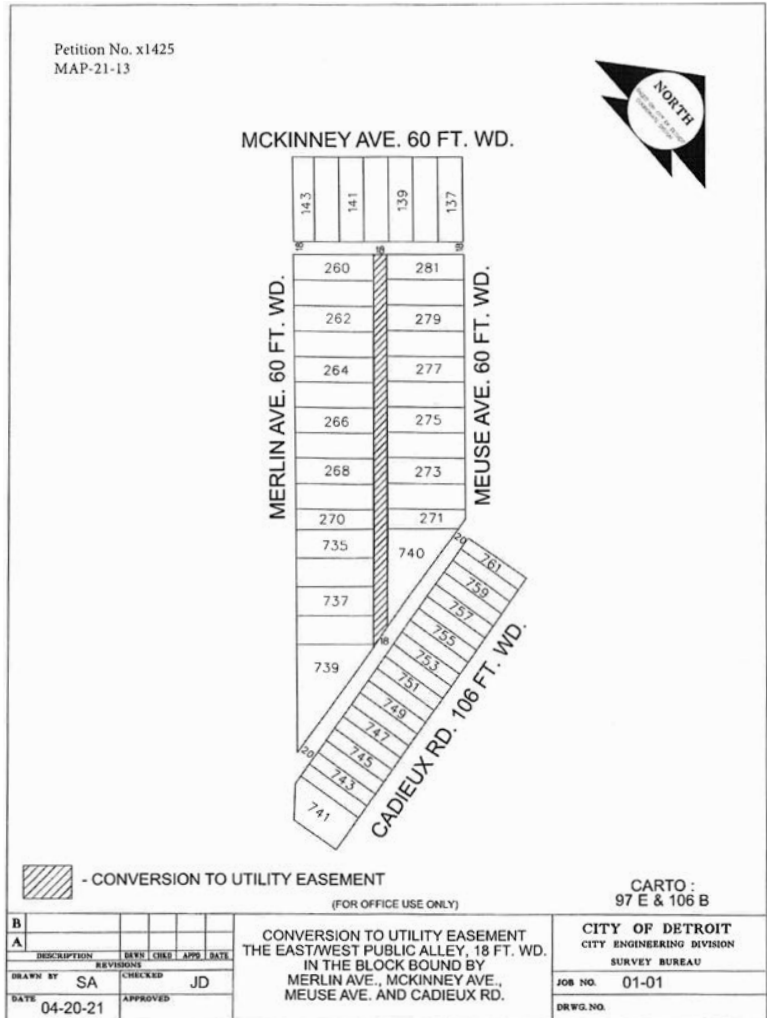 Petition No. x1425
MAP-21-13
NORTH
MCKINNEY AVE. 60 FT. WD.
143 141 139 137
18 18 18
260 281
262 279
264 277
266 275
268 273
270 271
735 740
737
739
18
20
20
MERLIN AVE. 60 FT. WD.
MEUSE AVE. 60 FT. WD.
761
759
757
755
753
751
749
747
745
743
741
CADIEUX RD. 106 FT. WD.
- CONVERSION TO UTILITY EASEMENT
(FOR OFFICE USE ONLY)
CARTO :
97 E & 106 B
B
A
DESCRIPTION DRWN CHKD APPD DATE
REVISIONS
DRAWN BY SA CHECKED JD
DATE 04-20-21 APPROVED
CONVERSION TO UTILITY EASEMENT
THE EAST/WEST PUBLIC ALLEY, 18 FT. WD.
IN THE BLOCK BOUND BY
MERLIN AVE., MCKINNEY AVE.,
MEUSE AVE. AND CADIEUX RD.
CITY OF DETROIT
CITY ENGINEERING DIVISION
SURVEY BUREAU
JOB NO. 01-01
DRWG. NO.